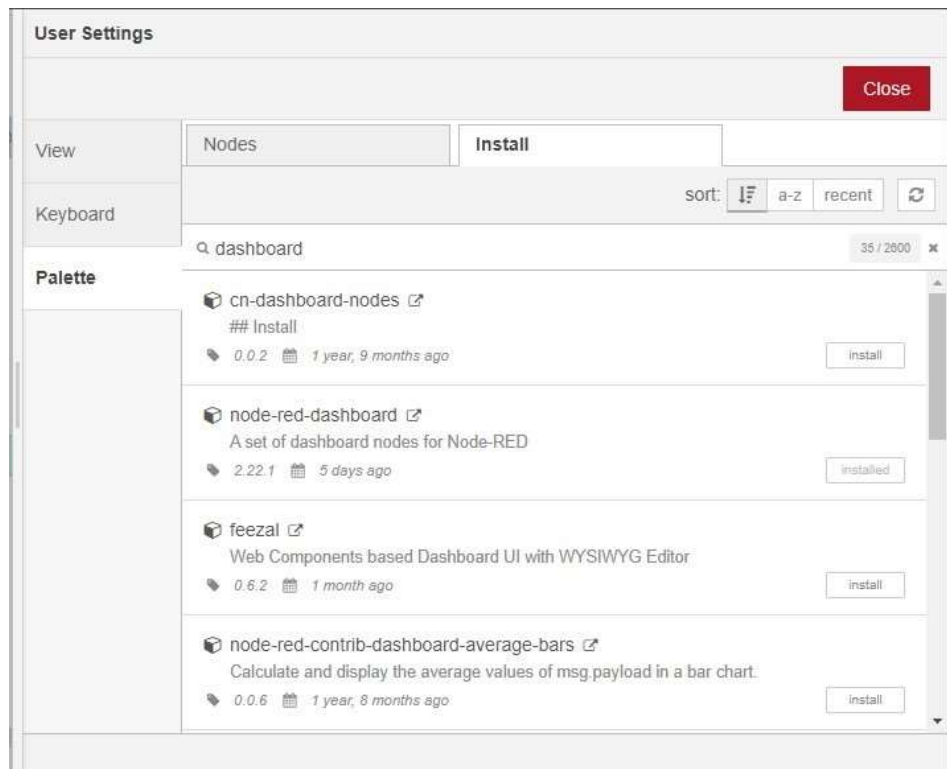 User Settings
Close
View
Keyboard
Palette
Nodes
Install
sort: a-z recent
dashboard 35 / 2600
cn-dashboard-nodes
## Install
0.0.2 1 year, 9 months ago install
node-red-dashboard
A set of dashboard nodes for Node-RED
2.22.1 5 days ago installed
feezal
Web Components based Dashboard UI with WYSIWYG Editor
0.6.2 1 month ago install
node-red-contrib-dashboard-average-bars
Calculate and display the average values of msg.payload in a bar chart.
0.0.6 1 year, 8 months ago install